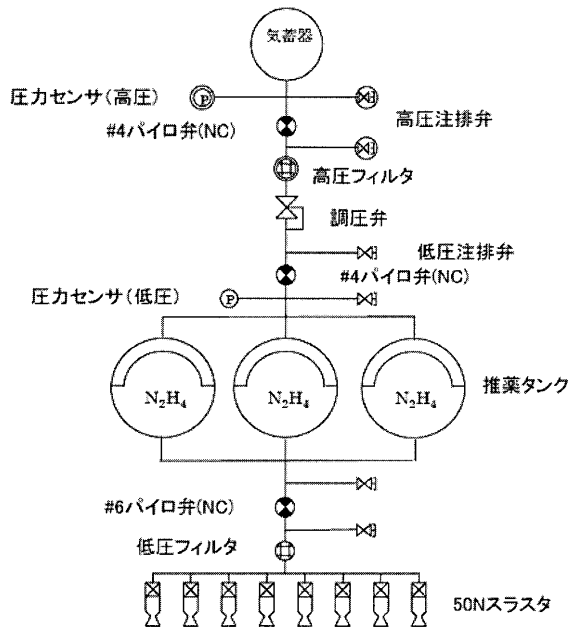 気蓄器
圧力センサ(高圧)
P
高圧注排弁
#4パイロ弁(NC)
高圧フィルタ
調圧弁
低圧注排弁
#4パイロ弁(NC)
圧力センサ(低圧)
P
N₂H₄
N₂H₄
N₂H₄
推薬タンク
#6パイロ弁(NC)
低圧フィルタ
50Nスラスタ